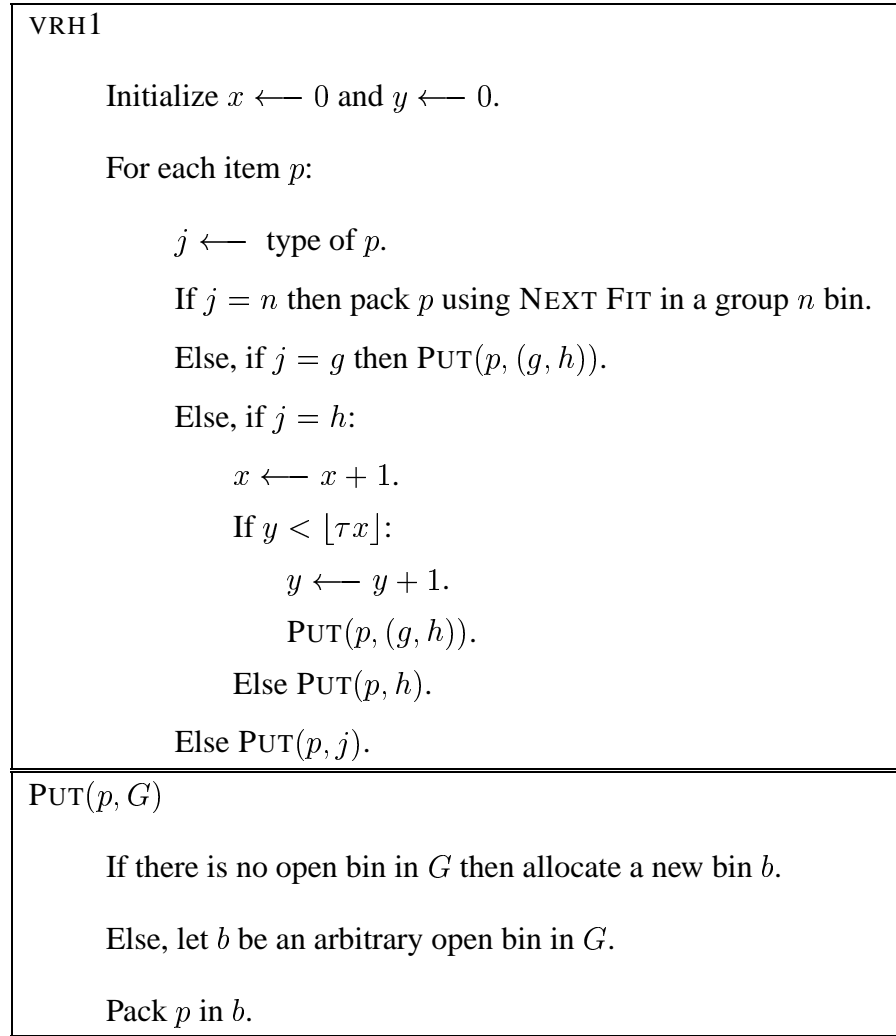 VRH1
Initialize x ⟵ 0 and y ⟵ 0.
For each item p:
j ⟵ type of p.
If j = n then pack p using NEXT FIT in a group n bin.
Else, if j = g then PUT(p, (g, h)).
Else, if j = h:
x ⟵ x + 1.
If y < ⌊τx⌋:
y ⟵ y + 1.
PUT(p, (g, h)).
Else PUT(p, h).
Else PUT(p, j).
PUT(p, G)
If there is no open bin in G then allocate a new bin b.
Else, let b be an arbitrary open bin in G.
Pack p in b.